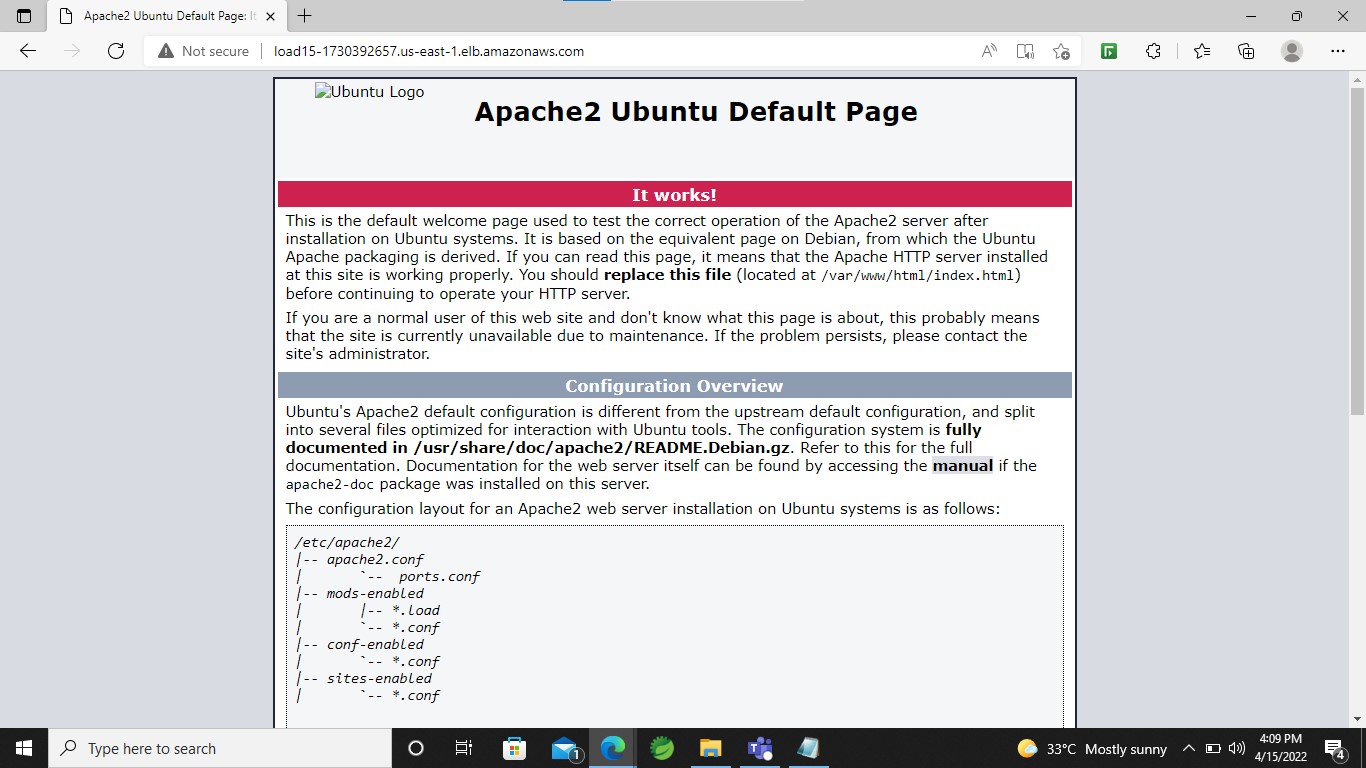 Apache2 Ubuntu Default Page: It
Not secure
load15-1730392657.us-east-1.elb.amazonaws.com
Ubuntu Logo
Apache2 Ubuntu Default Page
It works!
This is the default welcome page used to test the correct operation of the Apache2 server after
installation on Ubuntu systems. It is based on the equivalent page on Debian, from which the Ubuntu
Apache packaging is derived. If you can read this page, it means that the Apache HTTP server installed
at this site is working properly. You should replace this file (located at /var/www/html/index.html)
before continuing to operate your HTTP server.
If you are a normal user of this web site and don't know what this page is about, this probably means
that the site is currently unavailable due to maintenance. If the problem persists, please contact the
site's administrator.
Configuration Overview
Ubuntu's Apache2 default configuration is different from the upstream default configuration, and split
into several files optimized for interaction with Ubuntu tools. The configuration system is fully
documented in /usr/share/doc/apache2/README.Debian.gz. Refer to this for the full
documentation. Documentation for the web server itself can be found by accessing the manual if the
apache2-doc package was installed on this server.
The configuration layout for an Apache2 web server installation on Ubuntu systems is as follows:
/etc/apache2/
|-- apache2.conf
|       `--  ports.conf
|-- mods-enabled
|       |-- *.load
|       `-- *.conf
|-- conf-enabled
|       `-- *.conf
|-- sites-enabled
|       `-- *.conf
Type here to search
1
33°C Mostly sunny
4:09 PM
4/15/2022
4